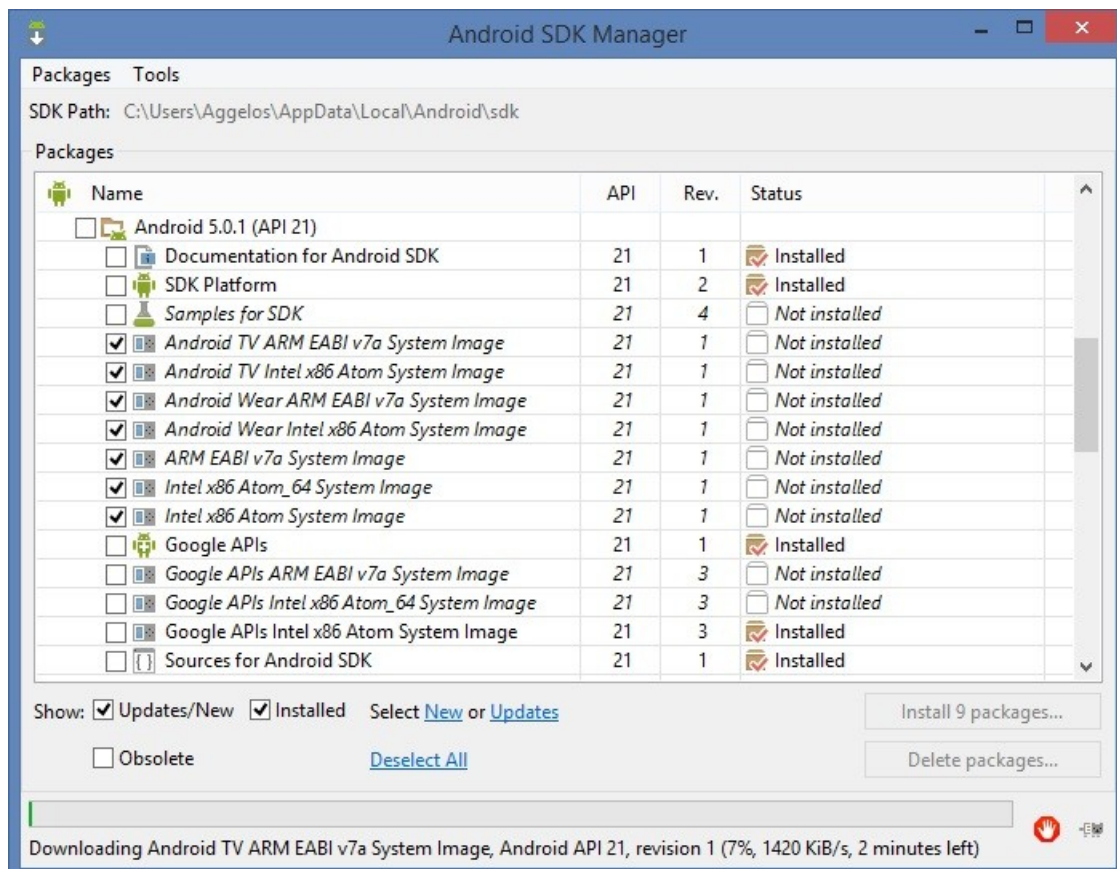 Android SDK Manager
Packages Tools
SDK Path: C:\Users\Aggelos\AppData\Local\Android\sdk
Packages
Name API Rev. Status
Android 5.0.1 (API 21)
Documentation for Android SDK 21 1 Installed
SDK Platform 21 2 Installed
Samples for SDK 21 4 Not installed
Android TV ARM EABI v7a System Image 21 1 Not installed
Android TV Intel x86 Atom System Image 21 1 Not installed
Android Wear ARM EABI v7a System Image 21 1 Not installed
Android Wear Intel x86 Atom System Image 21 1 Not installed
ARM EABI v7a System Image 21 1 Not installed
Intel x86 Atom_64 System Image 21 1 Not installed
Intel x86 Atom System Image 21 1 Not installed
Google APIs 21 1 Installed
Google APIs ARM EABI v7a System Image 21 3 Not installed
Google APIs Intel x86 Atom_64 System Image 21 3 Not installed
Google APIs Intel x86 Atom System Image 21 3 Installed
Sources for Android SDK 21 1 Installed
Show: Updates/New Installed Select New or Updates Install 9 packages...
Obsolete Deselect All Delete packages...
Downloading Android TV ARM EABI v7a System Image, Android API 21, revision 1 (7%, 1420 KiB/s, 2 minutes left)